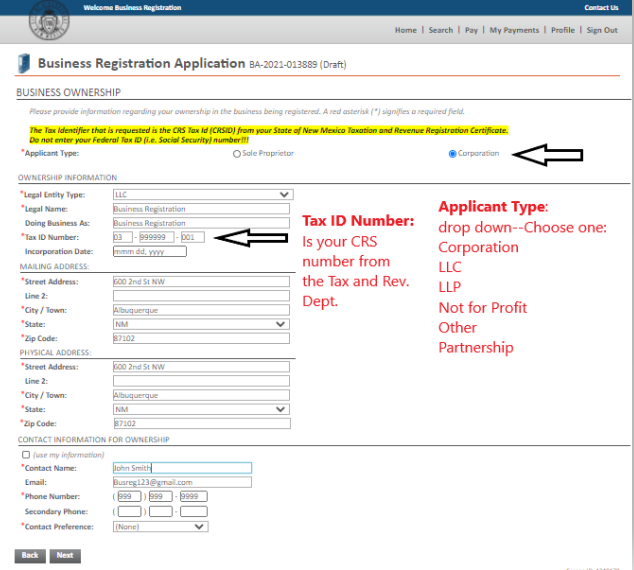 Welcome Business Registration Contact Us
Home | Search | Pay | My Payments | Profile | Sign Out
Business Registration Application BA-2021-013889 (Draft)
BUSINESS OWNERSHIP
Please provide information regarding your ownership in the business being registered. A red asterisk (*) signifies a required field.
The Tax Identifier that is requested is the CRS Tax Id (CRSID) from your State of New Mexico Taxation and Revenue Registration Certificate.
Do not enter your Federal Tax ID (i.e. Social Security) number!!!
*Applicant Type: Sole Proprietor Corporation
OWNERSHIP INFORMATION
*Legal Entity Type: LLC
*Legal Name: Business Registration
Doing Business As: Business Registration
*Tax ID Number: 03 - 999999 - 001
Incorporation Date: mmm dd, yyyy
MAILING ADDRESS:
*Street Address: 600 2nd St NW
Line 2:
*City / Town: Albuquerque
*State: NM
*Zip Code: 87102
PHYSICAL ADDRESS:
*Street Address: 600 2nd St NW
Line 2:
*City / Town: Albuquerque
*State: NM
*Zip Code: 87102
CONTACT INFORMATION FOR OWNERSHIP
(use my information)
*Contact Name: John Smith
Email: Busreg123@gmail.com
*Phone Number: (999) 999 - 9999
Secondary Phone: ( ) -
*Contact Preference: (None)
Back Next
Tax ID Number:
Is your CRS
number from
the Tax and Rev.
Dept.
Applicant Type:
drop down--Choose one:
Corporation
LLC
LLP
Not for Profit
Other
Partnership